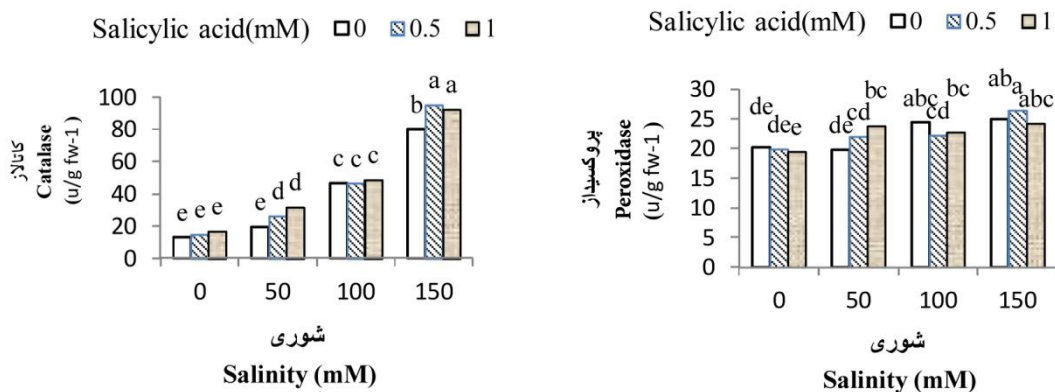 Salicylic acid(mM) 0 0.5 1
a a
b
c c c
d d
e
e e e
100
80
60
40
20
0
کاتالاز
Catalase
(u/g fw-1)
0 50 100 150
شوری
Salinity (mM)
Salicylic acid(mM) 0 0.5 1
ab a abc
abc cd bc
de cd bc
de de e
30
25
20
15
10
5
0
پروکسیداز
Peroxidase
(u/g fw-1)
0 50 100 150
شوری
Salinity (mM)